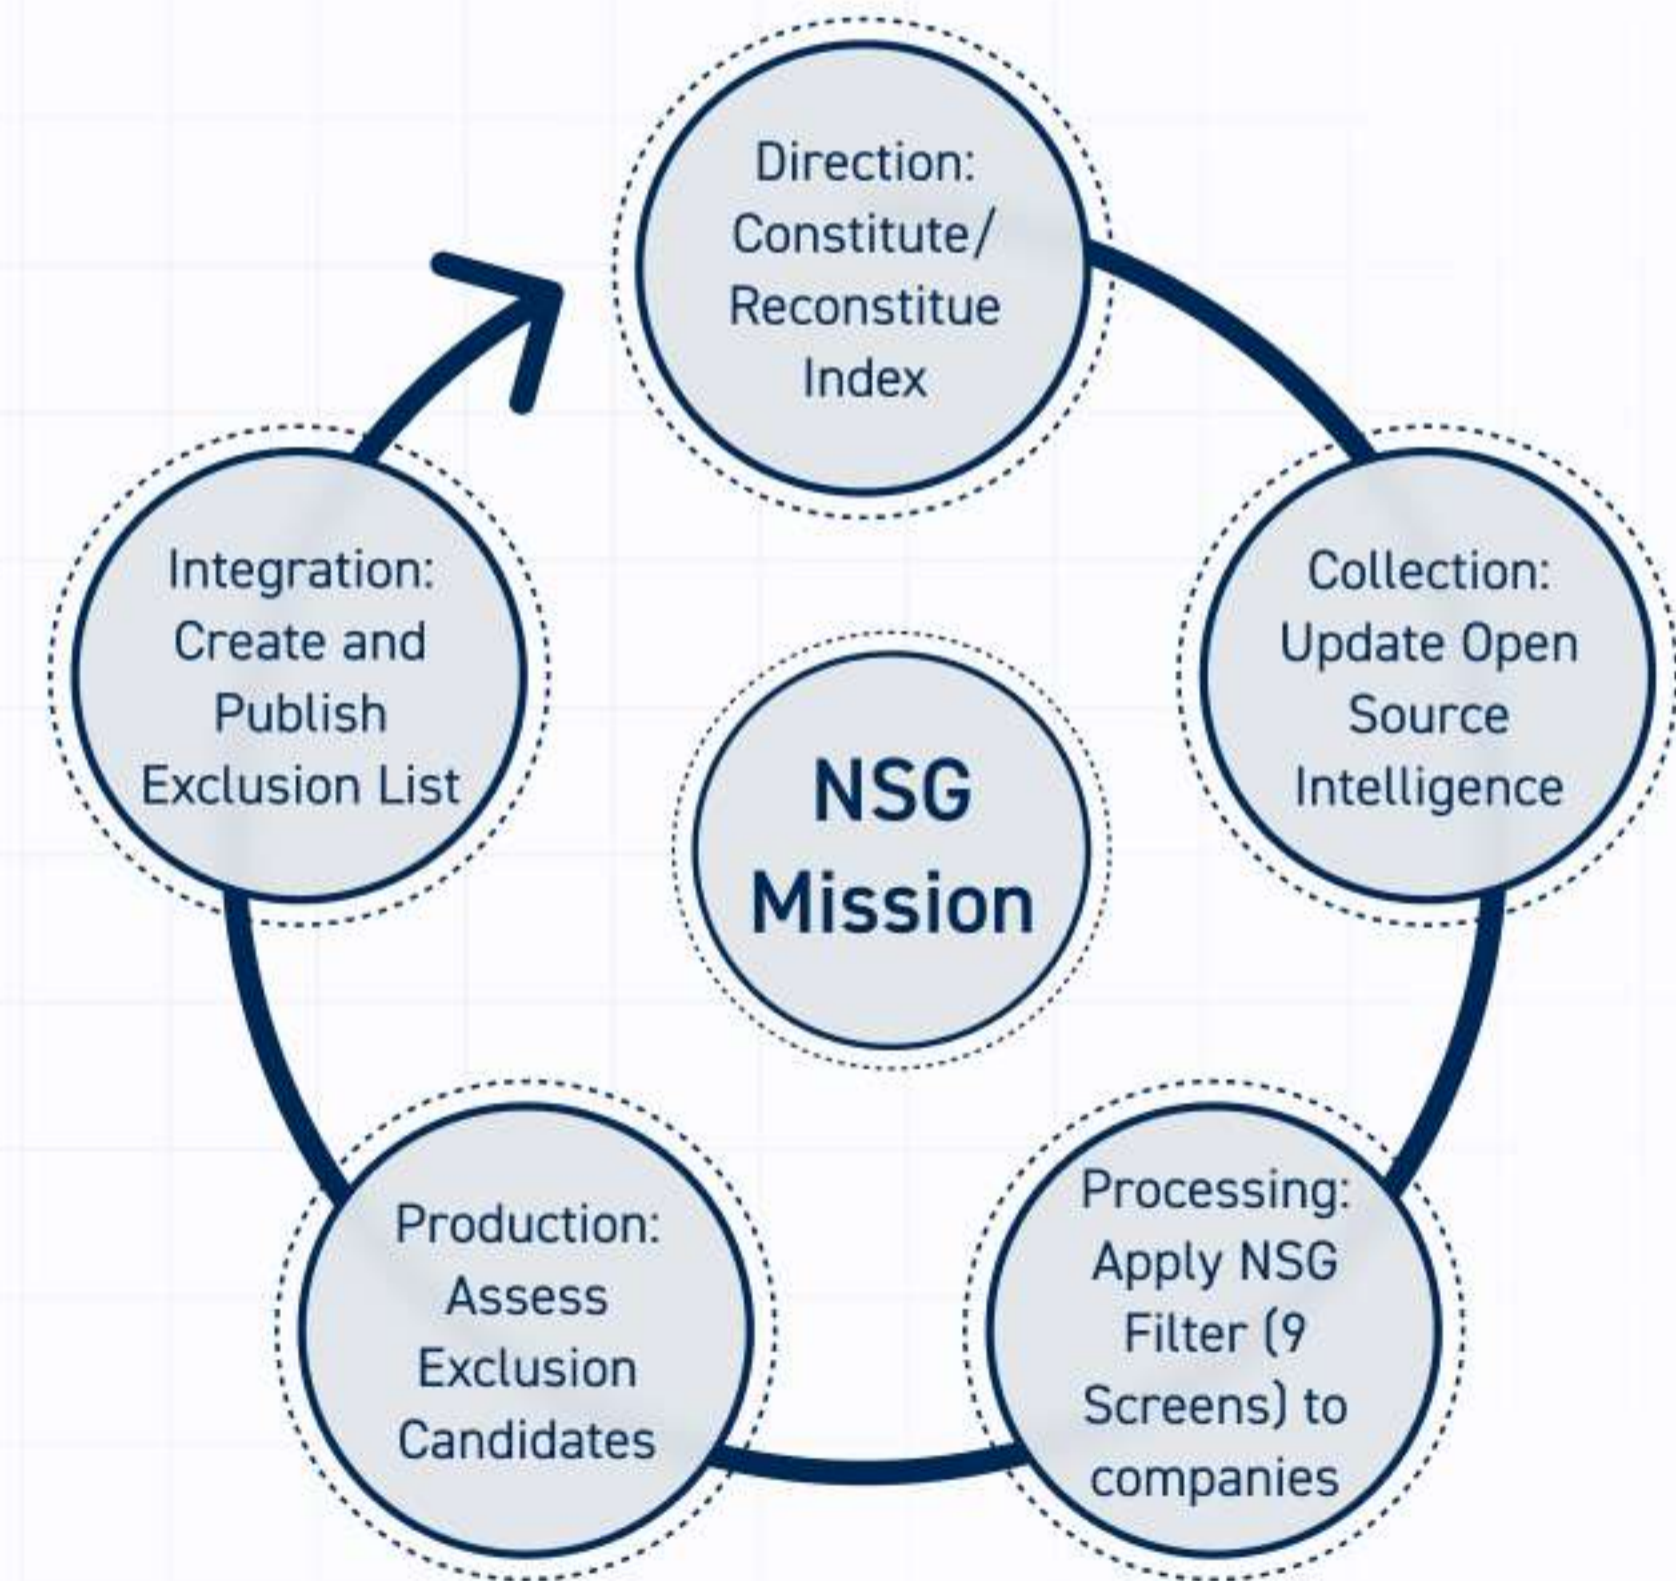 Direction:
Constitute/
Reconstitue
Index
Collection:
Update Open
Source
Intelligence
Processing:
Apply NSG
Filter (9
Screens) to
companies
Production:
Assess
Exclusion
Candidates
Integration:
Create and
Publish
Exclusion List
NSG
Mission